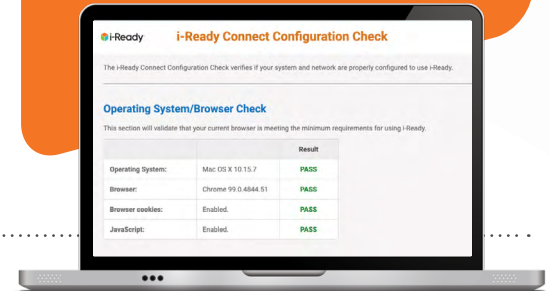 i-Ready i-Ready Connect Configuration Check
The i-Ready Connect Configuration Check verifies if your system and network are properly configured to use i-Ready.
Operating System/Browser Check
This section will validate that your current browser is meeting the minimum requirements for using i-Ready.
Result
Operating System: Mac OS X 10.15.7 PASS
Browser: Chrome 99.0.4844.51 PASS
Browser cookies: Enabled. PASS
JavaScript: Enabled. PASS